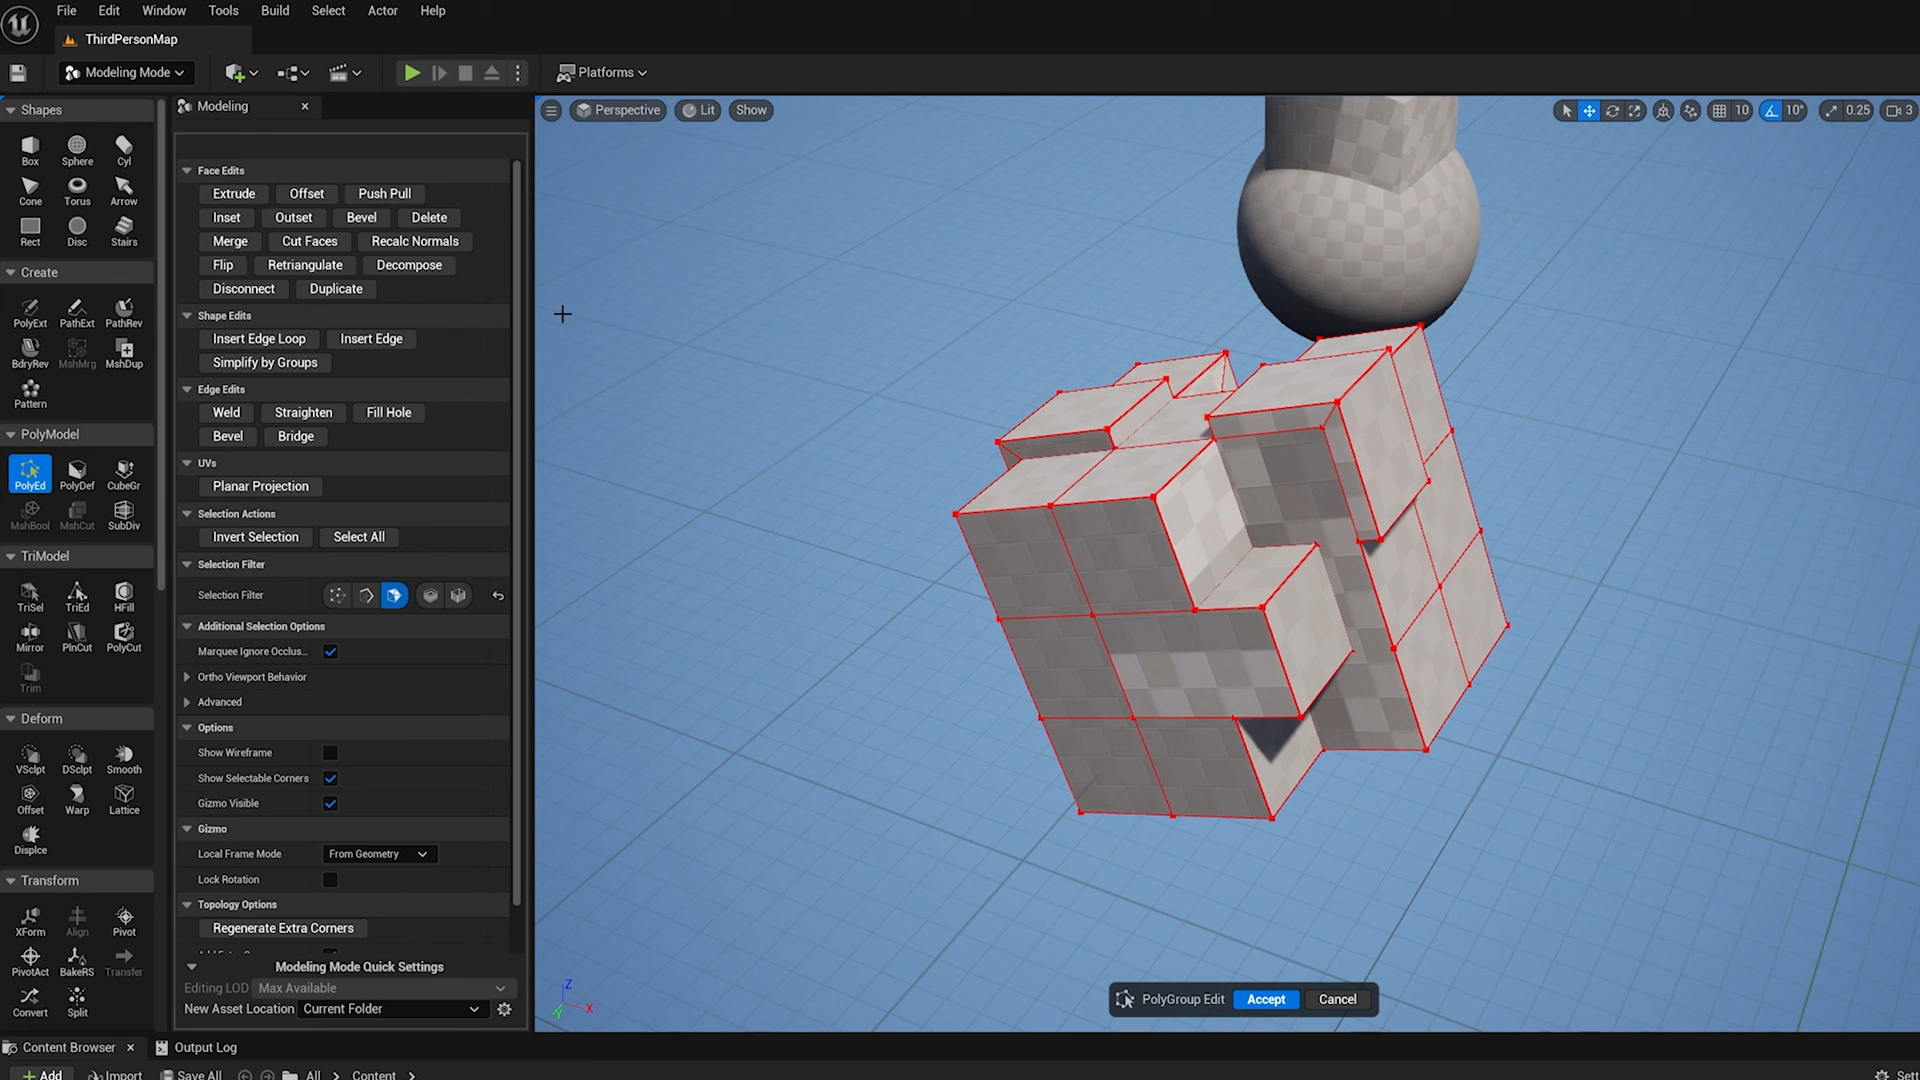 File Edit Window Tools Build Select Actor Help
ThirdPersonMap
Modeling Mode Platforms
Shapes
Box Sphere Cyl
Cone Torus Arrow
Rect Disc Stairs
Create
PolyExt PathExt PathRev
BdryRev MshMrg MshDup
Pattern
PolyModel
PolyEd PolyDef CubeGr
MshBool MshCut SubDiv
TriModel
TriSel TriEd HFill
Mirror PlnCut PolyCut
Trim
Deform
VSclpt DSclpt Smooth
Offset Warp Lattice
Displce
Transform
XForm Align Pivot
PivotAct BakeRS Transfer
Convert Split
Modeling
Face Edits
Extrude Offset Push Pull
Inset Outset Bevel Delete
Merge Cut Faces Recalc Normals
Flip Retriangulate Decompose
Disconnect Duplicate
Shape Edits
Insert Edge Loop Insert Edge
Simplify by Groups
Edge Edits
Weld Straighten Fill Hole
Bevel Bridge
UVs
Planar Projection
Selection Actions
Invert Selection Select All
Selection Filter
Selection Filter
Additional Selection Options
Marquee Ignore Occlus...
Ortho Viewport Behavior
Advanced
Options
Show Wireframe
Show Selectable Corners
Gizmo Visible
Gizmo
Local Frame Mode From Geometry
Lock Rotation
Topology Options
Regenerate Extra Corners
Modeling Mode Quick Settings
Editing LOD Max Available
New Asset Location Current Folder
Perspective Lit Show
10 10° 0.25 3
Z
X
Y
PolyGroup Edit Accept Cancel
Content Browser Output Log
Add Import Save All All Content Sett